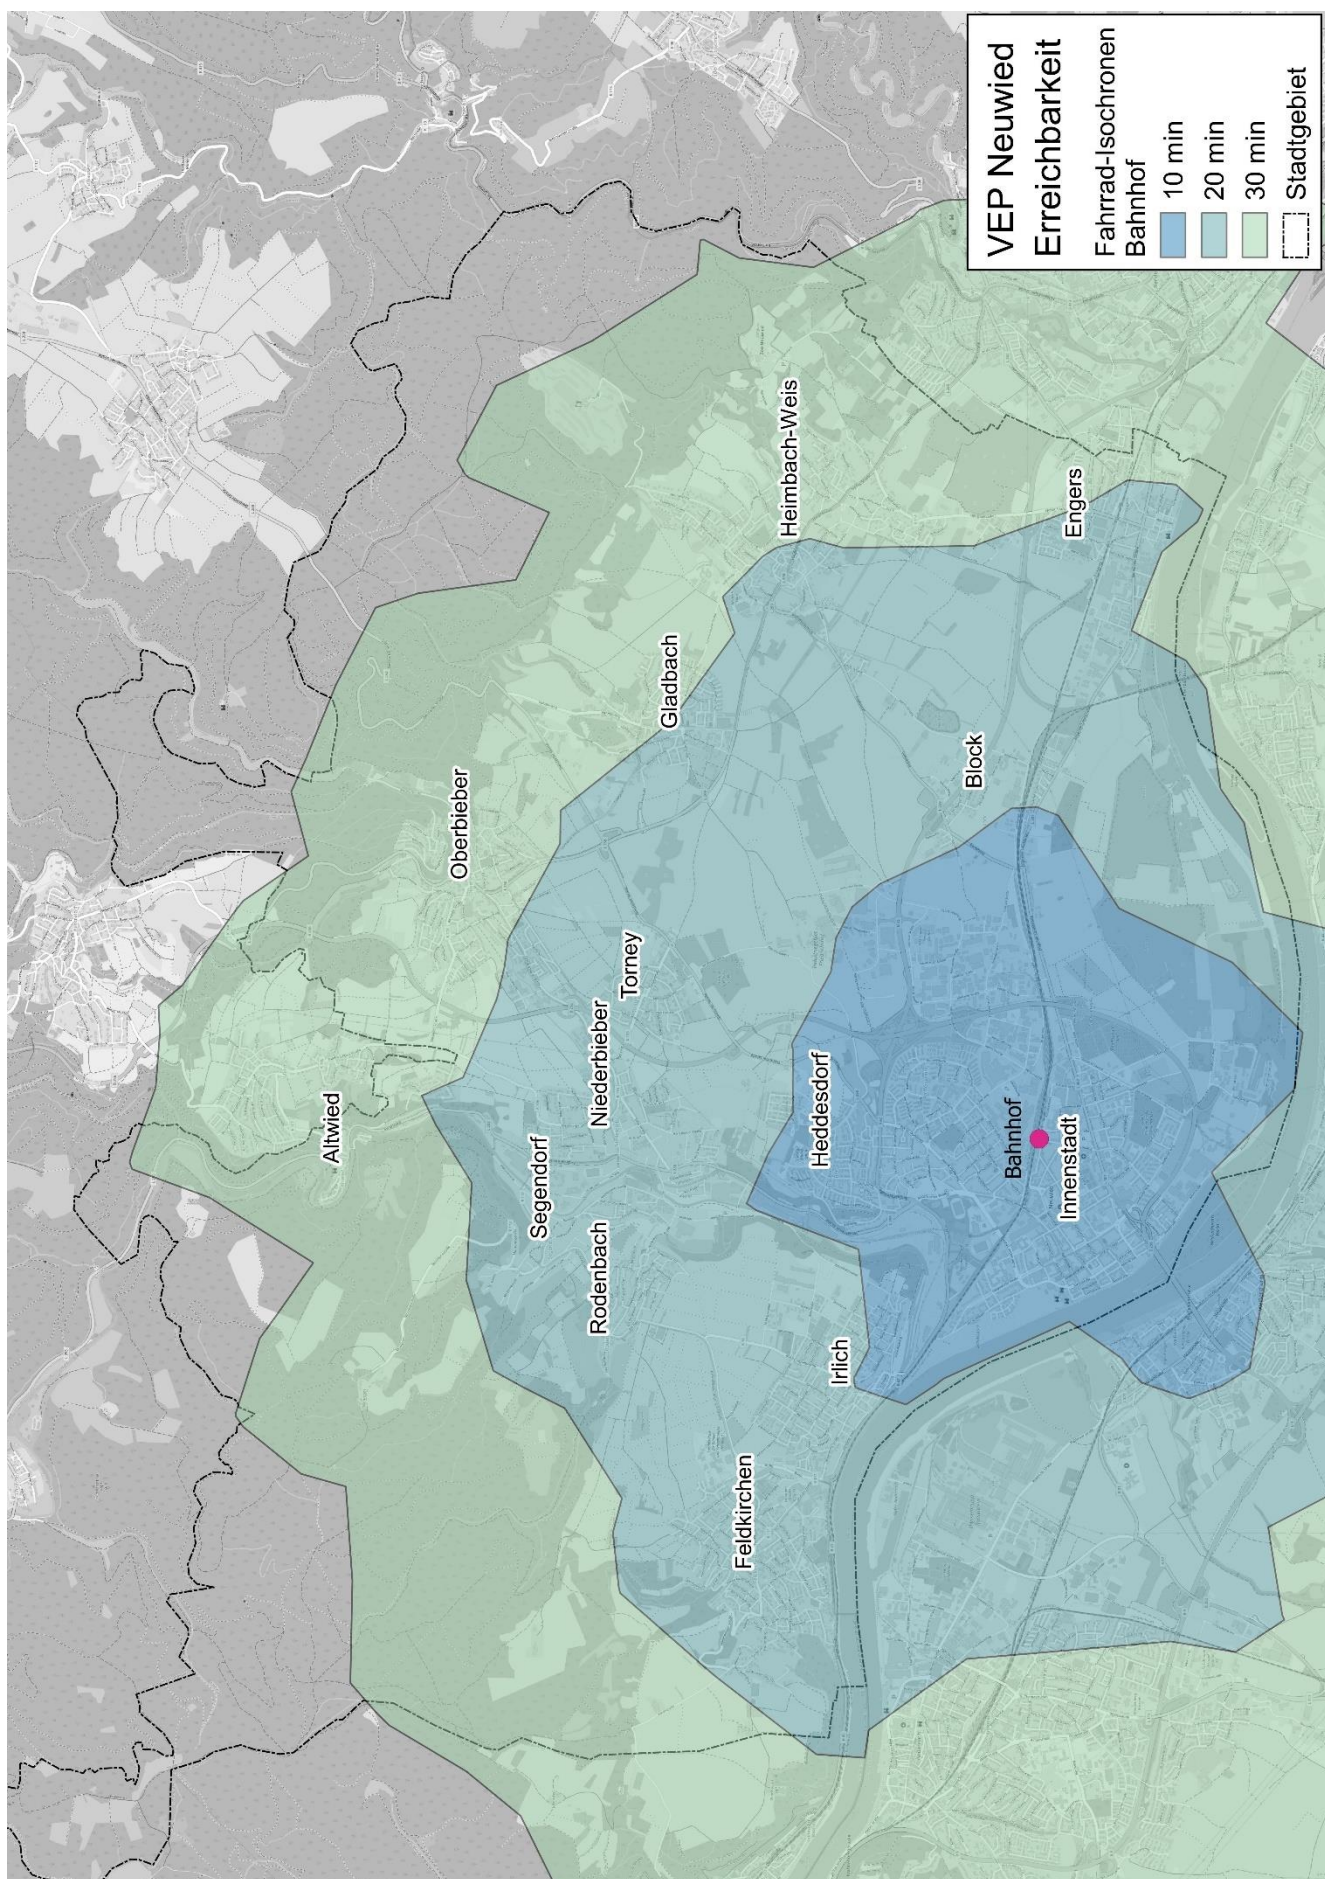 VEP Neuwied
Erreichbarkeit
Fahrrad-Isochronen
Bahnhof
10 min
20 min
30 min
Stadtgebiet
Altwied
Oberbieber
Segendorf
Niederbieber
Torney
Rodenbach
Gladbach
Heimbach-Weis
Feldkirchen
Irlich
Heddesdorf
Block
Engers
Bahnhof
Innenstadt